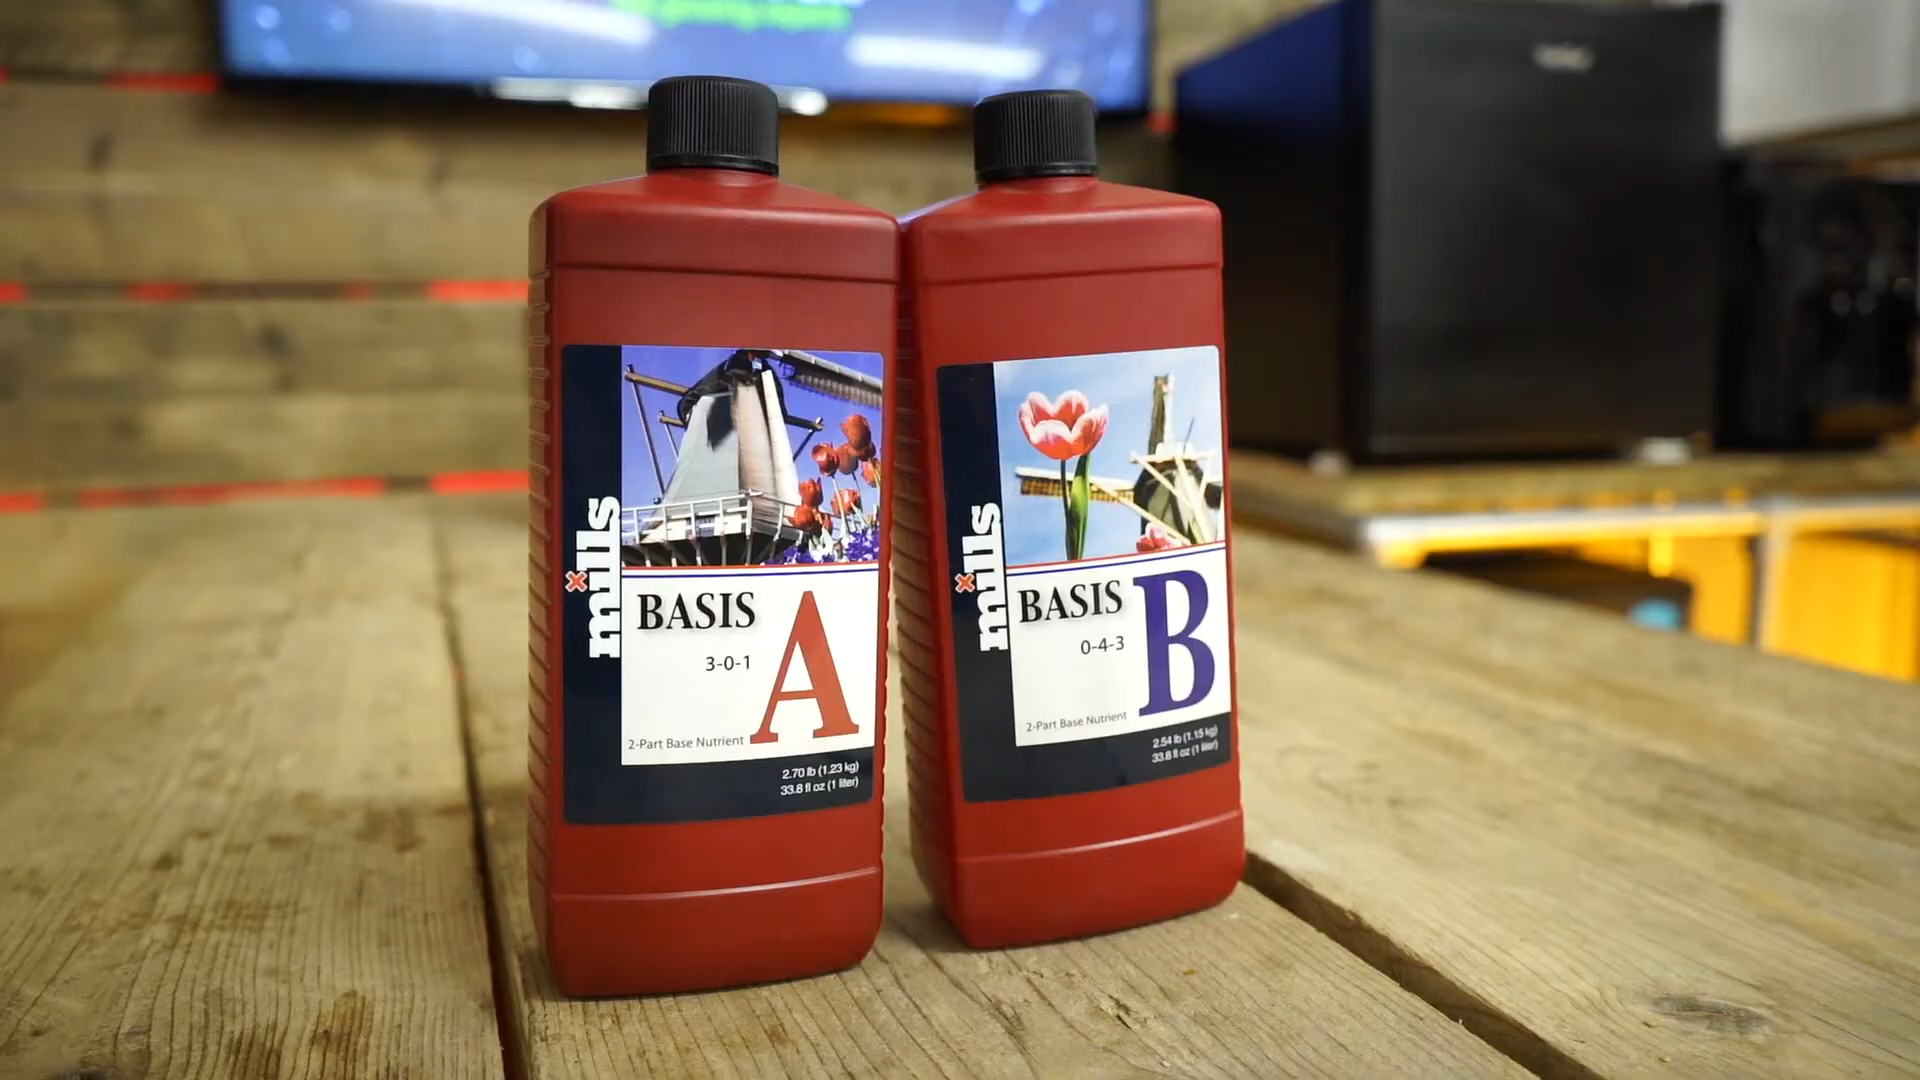 mills
BASIS A
3-0-1
2-Part Base Nutrient
2.70 lb (1.23 kg)
33.8 fl oz (1 liter)
mills
BASIS B
0-4-3
2-Part Base Nutrient
2.54 lb (1.15 kg)
33.8 fl oz (1 liter)